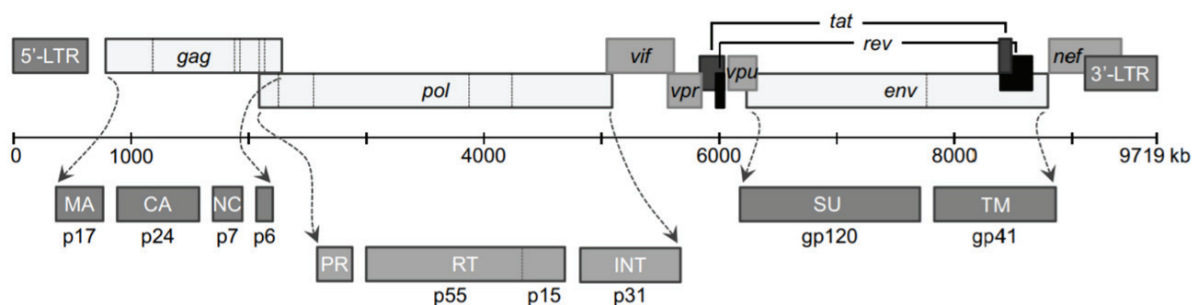 tat
rev
5’-LTR gag vif vpu nef
pol vpr env 3’-LTR
0 1000 4000 6000 8000 9719 kb
MA CA NC SU TM
p17 p24 p7 p6 gp120 gp41
PR RT INT
p55 p15 p31